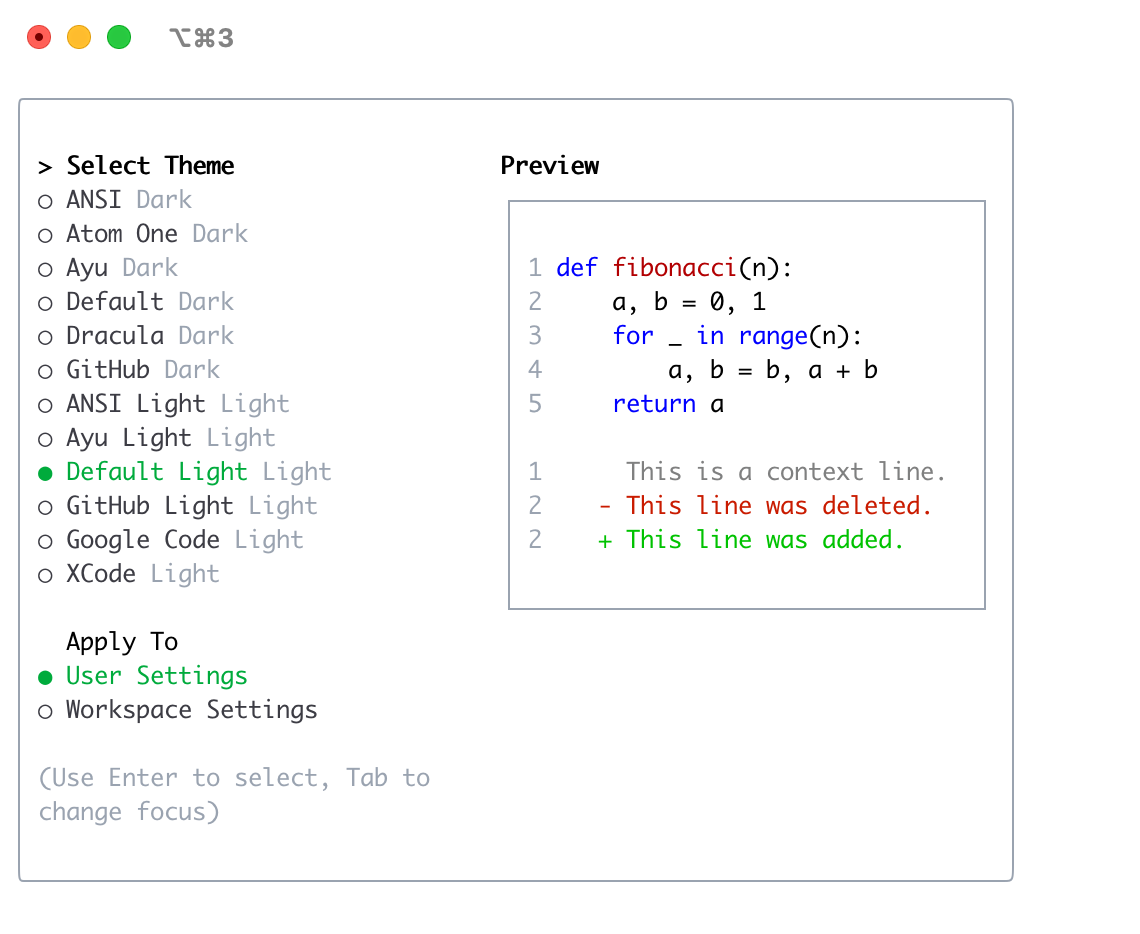 ⌥⌘3
> Select Theme
○ ANSI Dark
○ Atom One Dark
○ Ayu Dark
○ Default Dark
○ Dracula Dark
○ GitHub Dark
○ ANSI Light Light
○ Ayu Light Light
● Default Light Light
○ GitHub Light Light
○ Google Code Light
○ XCode Light
Apply To
● User Settings
○ Workspace Settings
(Use Enter to select, Tab to
change focus)
Preview
1 def fibonacci(n):
2     a, b = 0, 1
3     for _ in range(n):
4         a, b = b, a + b
5     return a
1      This is a context line.
2    - This line was deleted.
2    + This line was added.